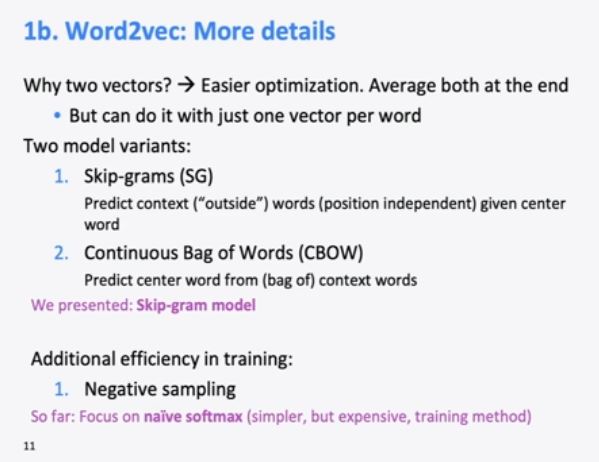 1b. Word2vec: More details
Why two vectors? → Easier optimization. Average both at the end
• But can do it with just one vector per word
Two model variants:
1. Skip-grams (SG)
Predict context (“outside”) words (position independent) given center
word
2. Continuous Bag of Words (CBOW)
Predict center word from (bag of) context words
We presented: Skip-gram model
Additional efficiency in training:
1. Negative sampling
So far: Focus on naïve softmax (simpler, but expensive, training method)
11